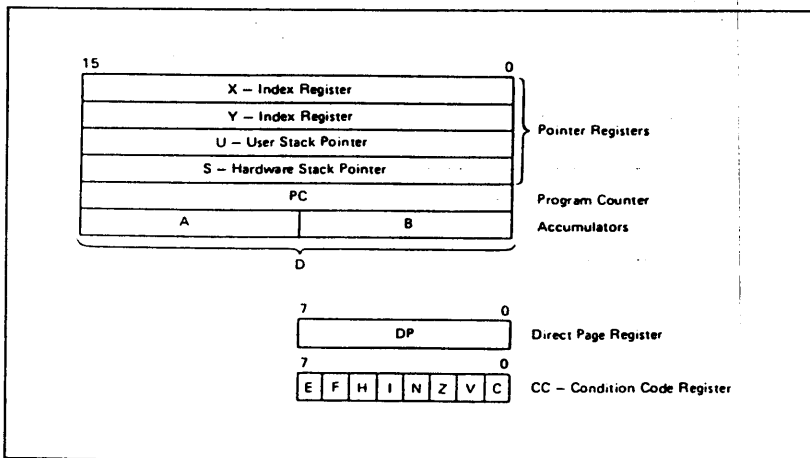 15 0
X – Index Register
Y – Index Register
U – User Stack Pointer
S – Hardware Stack Pointer
Pointer Registers
PC
Program Counter
A B
Accumulators
D
7 0
DP
Direct Page Register
7 0
E F H I N Z V C
CC – Condition Code Register